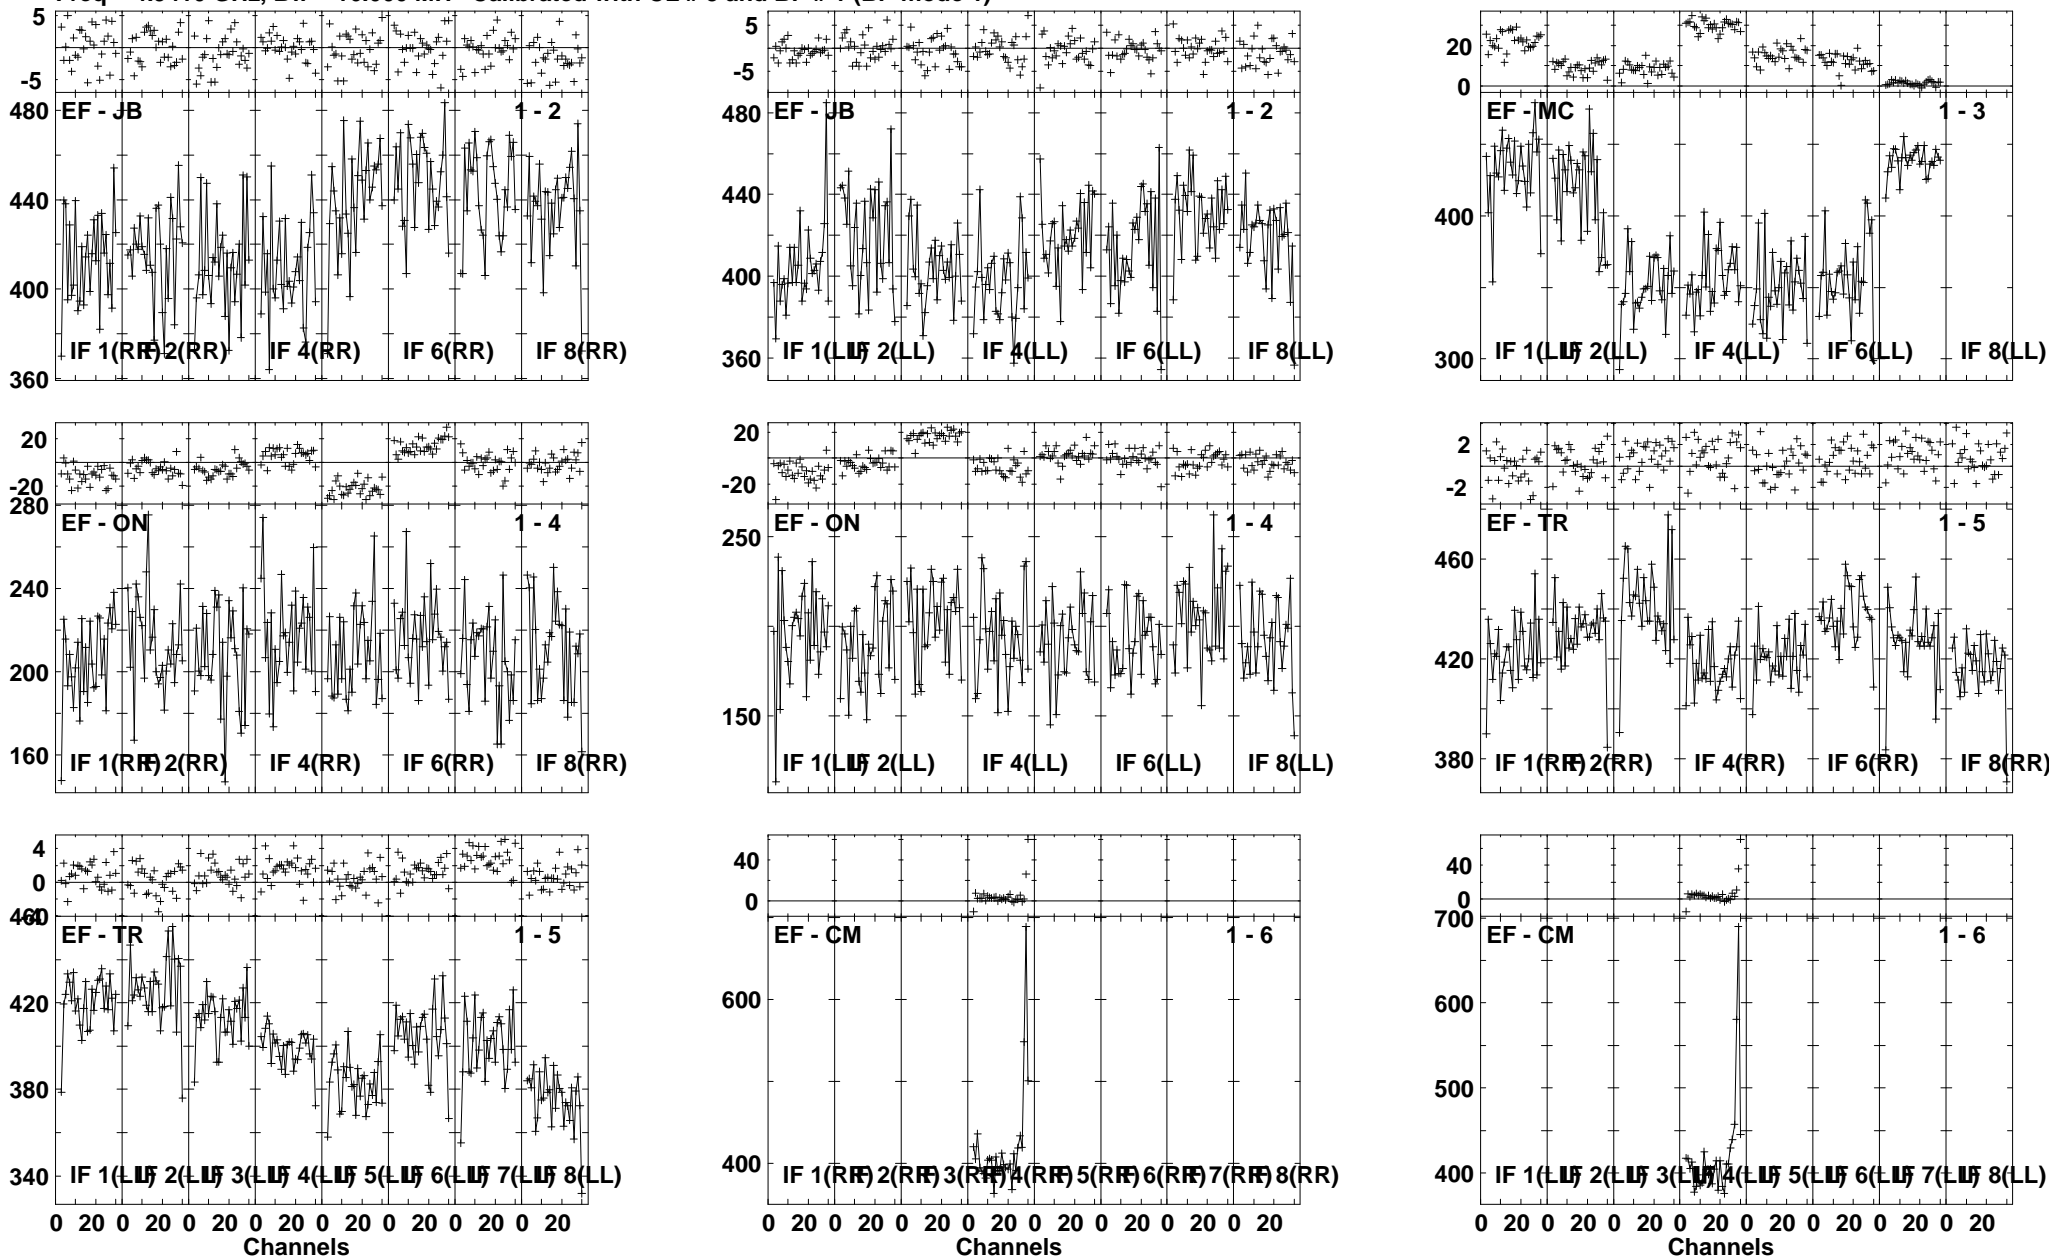 5 5 20
-5 -5 0
EF - JB 1 - 2 EF - JB 1 - 2 EF - MC 1 - 3
480 480
440 440 400
400 400
360 360 300
IF 1(RR) IF 2(RR) IF 4(RR) IF 6(RR) IF 8(RR) IF 1(LL) IF 2(LL) IF 4(LL) IF 6(LL) IF 8(LL) IF 1(LL) IF 2(LL) IF 4(LL) IF 6(LL) IF 8(LL)
20 20 2
-20 -20 -2
EF - ON 1 - 4 EF - ON 1 - 4 EF - TR 1 - 5
280 250 460
240 420
200
160 150 380
IF 1(RR) IF 2(RR) IF 4(RR) IF 6(RR) IF 8(RR) IF 1(LL) IF 2(LL) IF 4(LL) IF 6(LL) IF 8(LL) IF 1(RR) IF 2(RR) IF 4(RR) IF 6(RR) IF 8(RR)
4 40 40
0 0 0
EF - TR 1 - 5 EF - CM 1 - 6 EF - CM 1 - 6
460 700
420 600 600
380 500
340 400 400
IF 1(LL) IF 2(LL) IF 3(LL) IF 4(LL) IF 5(LL) IF 6(LL) IF 7(LL) IF 8(LL) IF 1(RR) IF 2(RR) IF 3(RR) IF 4(RR) IF 5(RR) IF 6(RR) IF 7(RR) IF 8(RR) IF 1(LL) IF 2(LL) IF 3(LL) IF 4(LL) IF 5(LL) IF 6(LL) IF 7(LL) IF 8(LL)
0 20 0 20 0 20 0 20 0 20 0 20 0 20 0 20 0 20 0 20 0 20 0 20 0 20 0 20 0 20 0 20 0 20 0 20 0 20 0 20 0 20 0 20 0 20 0 20
Channels Channels